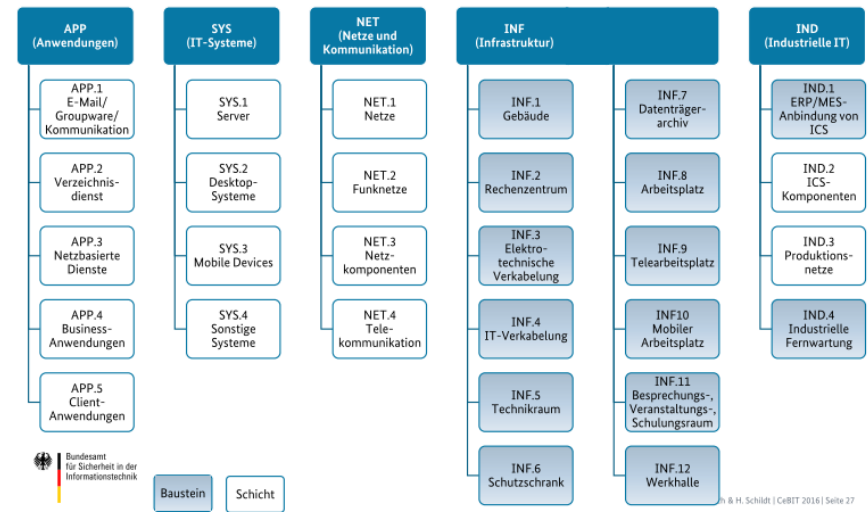 APP
(Anwendungen)
APP.1
E-Mail/
Groupware/
Kommunikation
APP.2
Verzeichnis-
dienst
APP.3
Netzbasierte
Dienste
APP.4
Business-
Anwendungen
APP.5
Client-
Anwendungen
SYS
(IT-Systeme)
SYS.1
Server
SYS.2
Desktop-
Systeme
SYS.3
Mobile Devices
SYS.4
Sonstige
Systeme
NET
(Netze und
Kommunikation)
NET.1
Netze
NET.2
Funknetze
NET.3
Netz-
komponenten
NET.4
Tele-
kommunikation
INF
(Infrastruktur)
INF.1
Gebäude
INF.2
Rechenzentrum
INF.3
Elektro-
technische
Verkabelung
INF.4
IT-Verkabelung
INF.5
Technikraum
INF.6
Schutzschrank
INF.7
Datenträger-
archiv
INF.8
Arbeitsplatz
INF.9
Telearbeitsplatz
INF10
Mobiler
Arbeitsplatz
INF.11
Besprechungs-,
Veranstaltungs-,
Schulungsraum
INF.12
Werkhalle
IND
(Industrielle IT)
IND.1
ERP/MES-
Anbindung von
ICS
IND.2
ICS-
Komponenten
IND.3
Produktions-
netze
IND.4
Industrielle
Fernwartung
Bundesamt
für Sicherheit in der
Informationstechnik
Baustein
Schicht
& H. Schildt | CeBIT 2016 | Seite 27